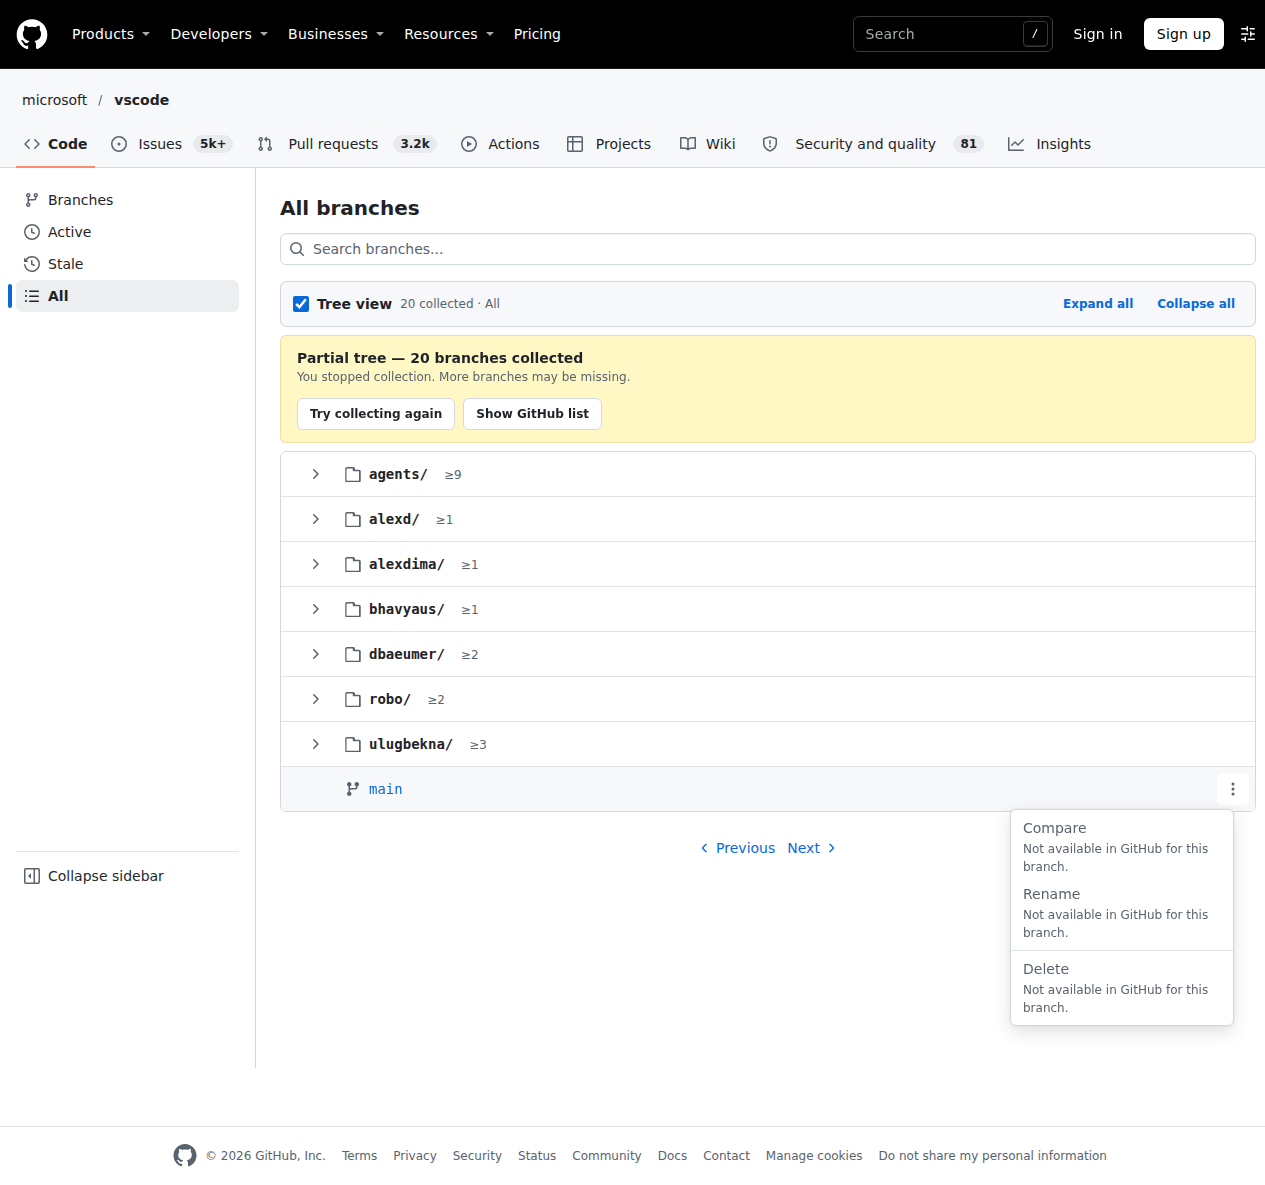 Products Developers Businesses Resources Pricing Search / Sign in Sign up
microsoft / vscode
Code Issues 5k+ Pull requests 3.2k Actions Projects Wiki Security and quality 81 Insights
Branches
Active
Stale
All
Collapse sidebar
All branches
Search branches...
Tree view 20 collected · All Expand all Collapse all
Partial tree — 20 branches collected
You stopped collection. More branches may be missing.
Try collecting again Show GitHub list
agents/ ≥9
alexd/ ≥1
alexdima/ ≥1
bhavyaus/ ≥1
dbaeumer/ ≥2
robo/ ≥2
ulugbekna/ ≥3
main
Previous Next
Compare
Not available in GitHub for this
branch.
Rename
Not available in GitHub for this
branch.
Delete
Not available in GitHub for this
branch.
© 2026 GitHub, Inc. Terms Privacy Security Status Community Docs Contact Manage cookies Do not share my personal information